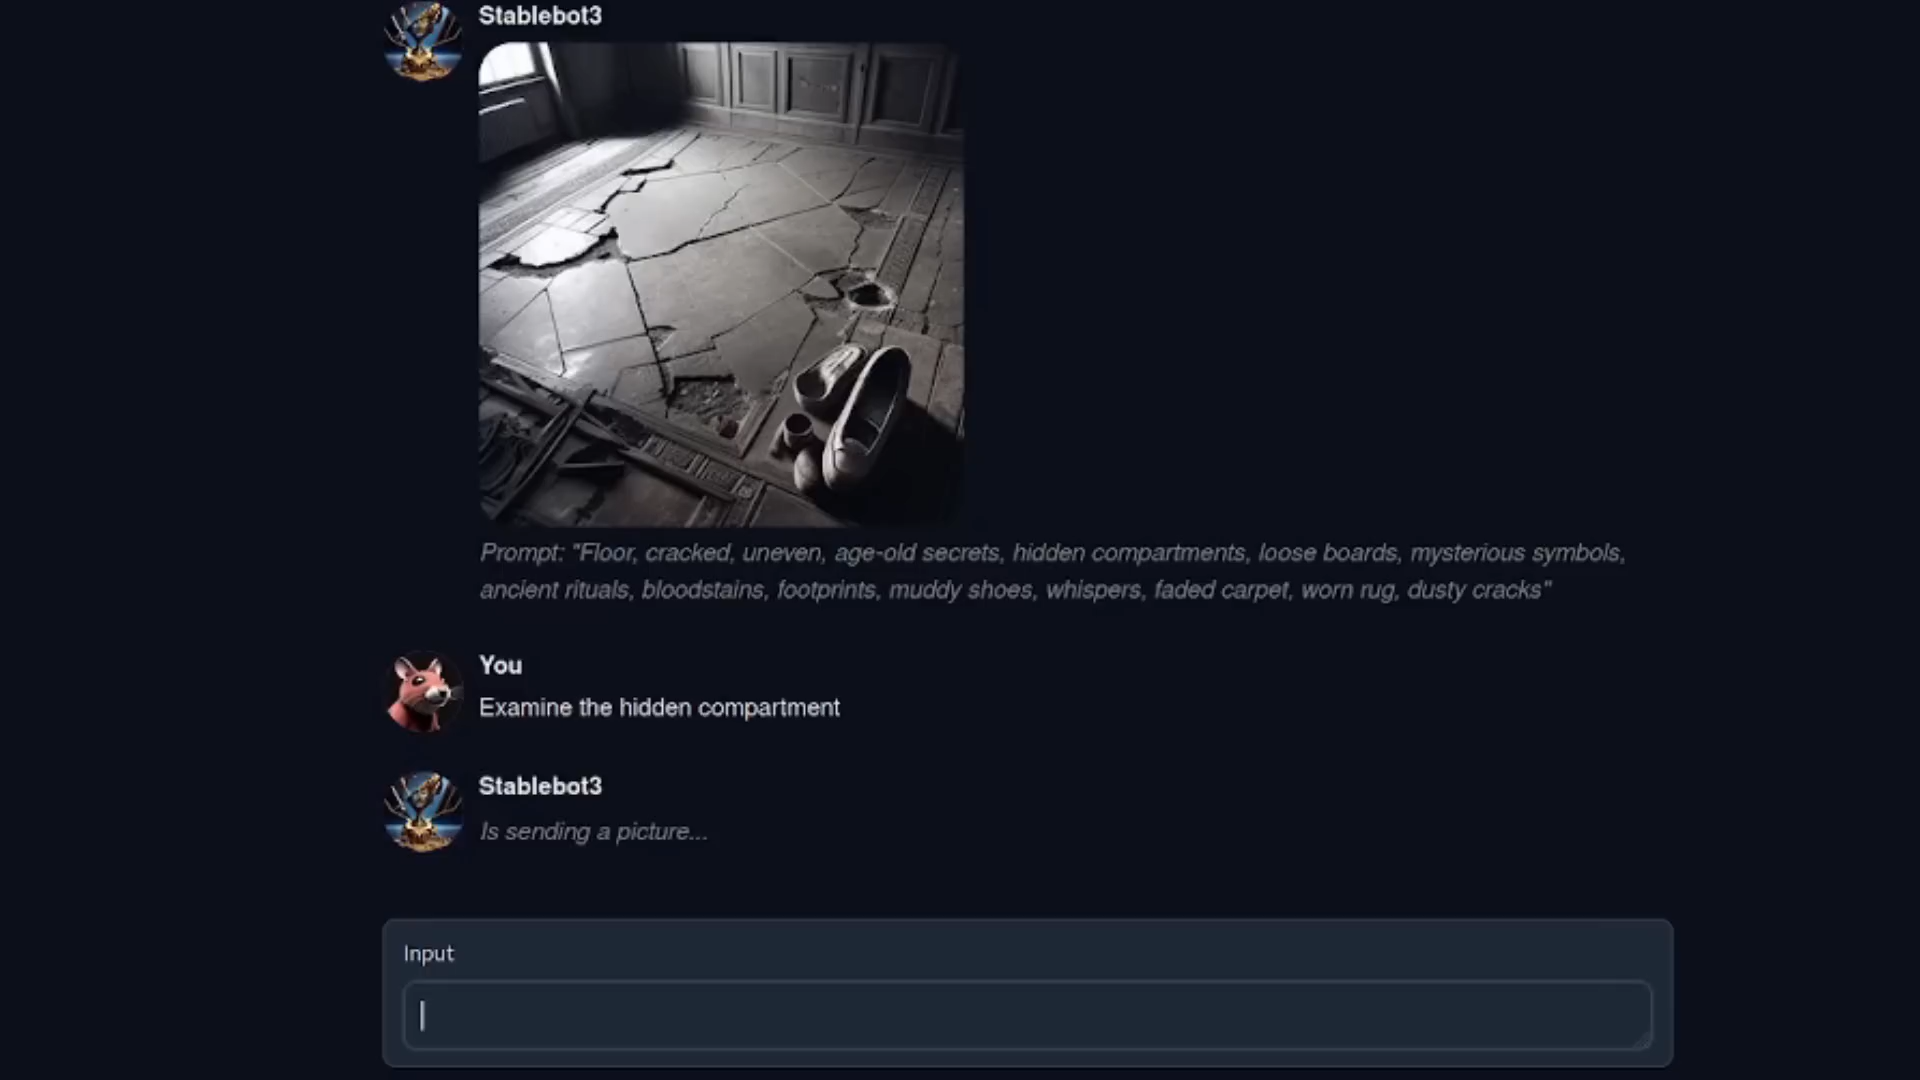 Stablebot3
Prompt: "Floor, cracked, uneven, age-old secrets, hidden compartments, loose boards, mysterious symbols,
ancient rituals, bloodstains, footprints, muddy shoes, whispers, faded carpet, worn rug, dusty cracks"
You
Examine the hidden compartment
Stablebot3
Is sending a picture...
Input